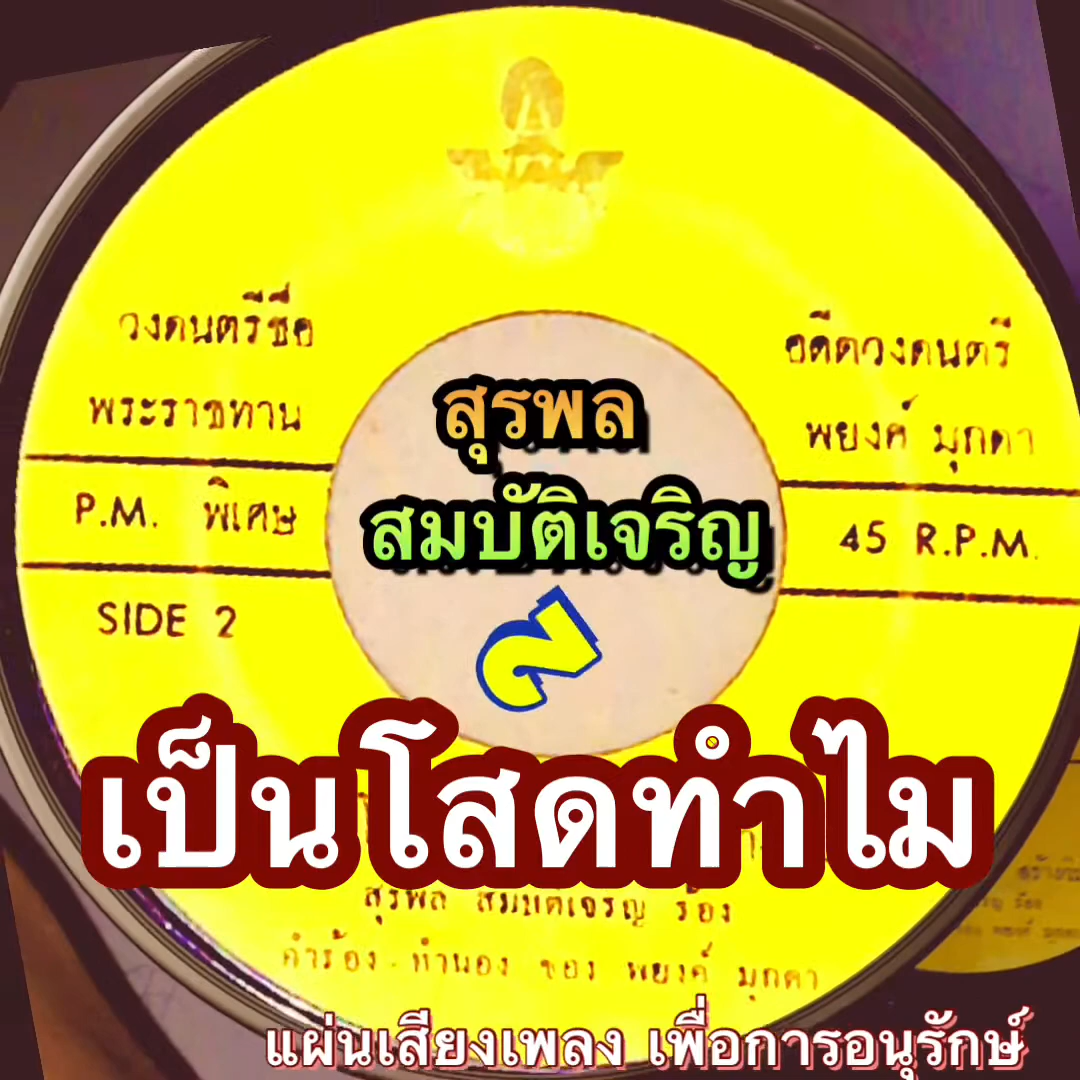 วงดนตรีชื่อ
พระราชทาน
P.M. พิเศษ
SIDE 2
อดีตวงดนตรี
พยงค์ มุกดา
45 R.P.M.
สุรพล
สมบัติเจริญ
เป็นโสดทำไม
สุรพล สมบัติเจริญ ร้อง
คำร้อง - ทำนอง ของ พยงค์ มุกดา
แผ่นเสียงเพลง เพื่อการอนุรักษ์